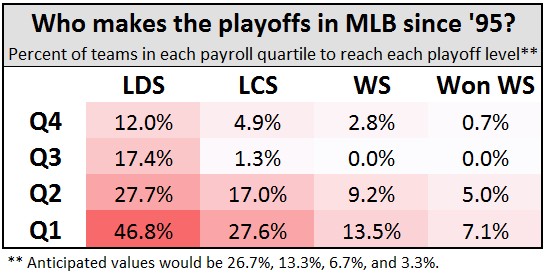 Who makes the playoffs in MLB since '95?
Percent of teams in each payroll quartile to reach each playoff level**
LDS LCS WS Won WS
Q4 12.0% 4.9% 2.8% 0.7%
Q3 17.4% 1.3% 0.0% 0.0%
Q2 27.7% 17.0% 9.2% 5.0%
Q1 46.8% 27.6% 13.5% 7.1%
** Anticipated values would be 26.7%, 13.3%, 6.7%, and 3.3%.